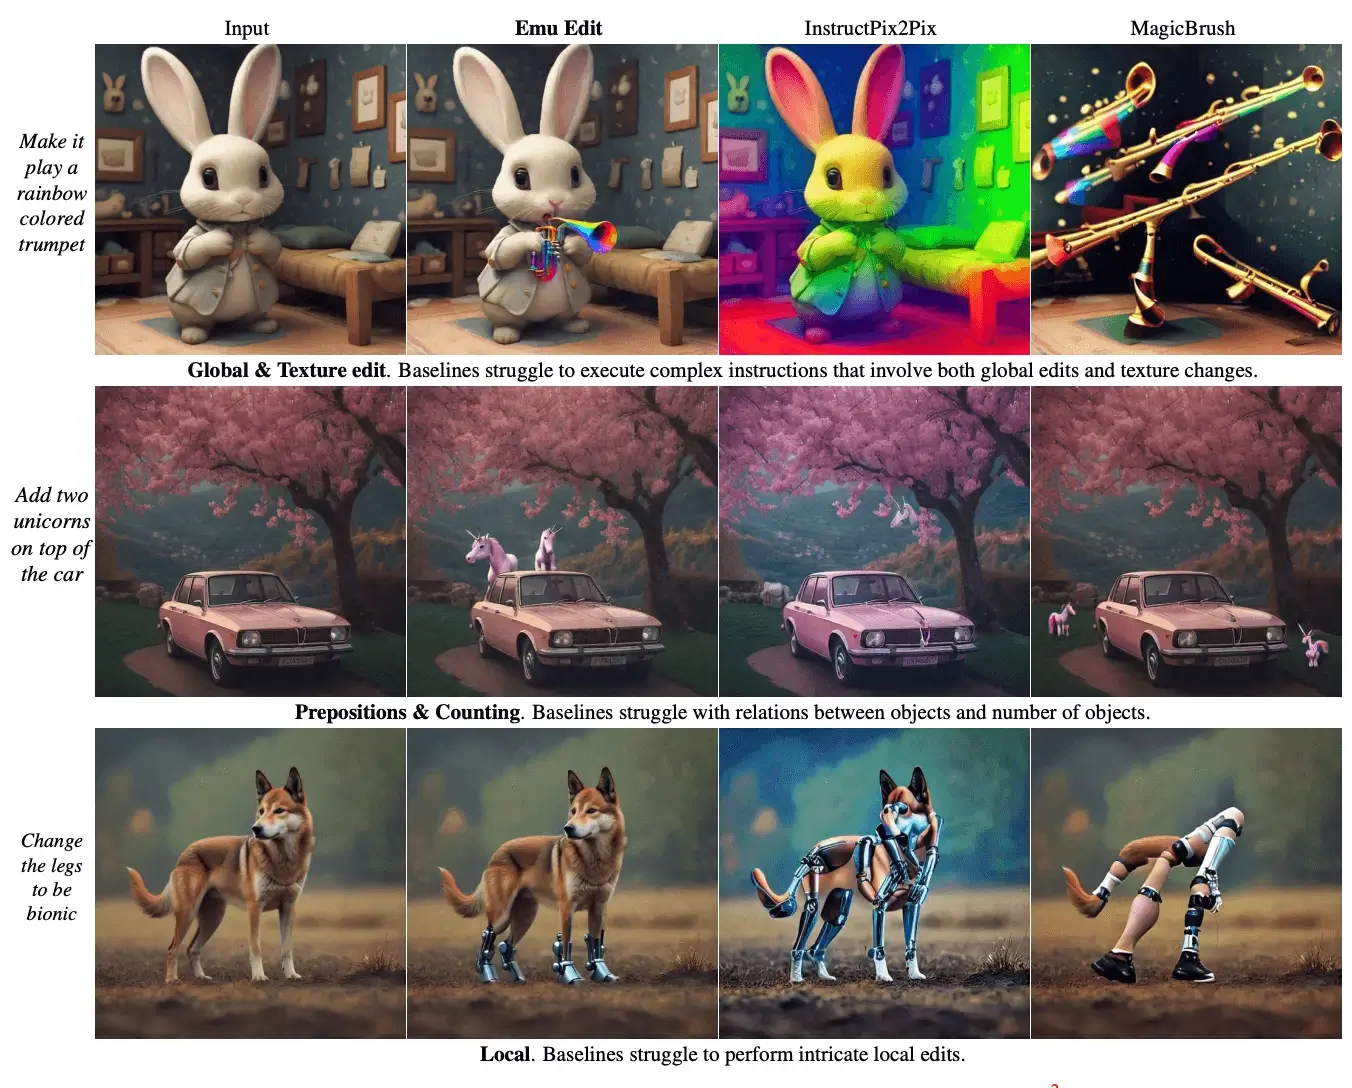 Input
Emu Edit
InstructPix2Pix
MagicBrush
Make it
play a
rainbow
colored
trumpet
Global & Texture edit. Baselines struggle to execute complex instructions that involve both global edits and texture changes.
Add two
unicorns
on top of
the car
Prepositions & Counting. Baselines struggle with relations between objects and number of objects.
Change
the legs
to be
bionic
Local. Baselines struggle to perform intricate local edits.